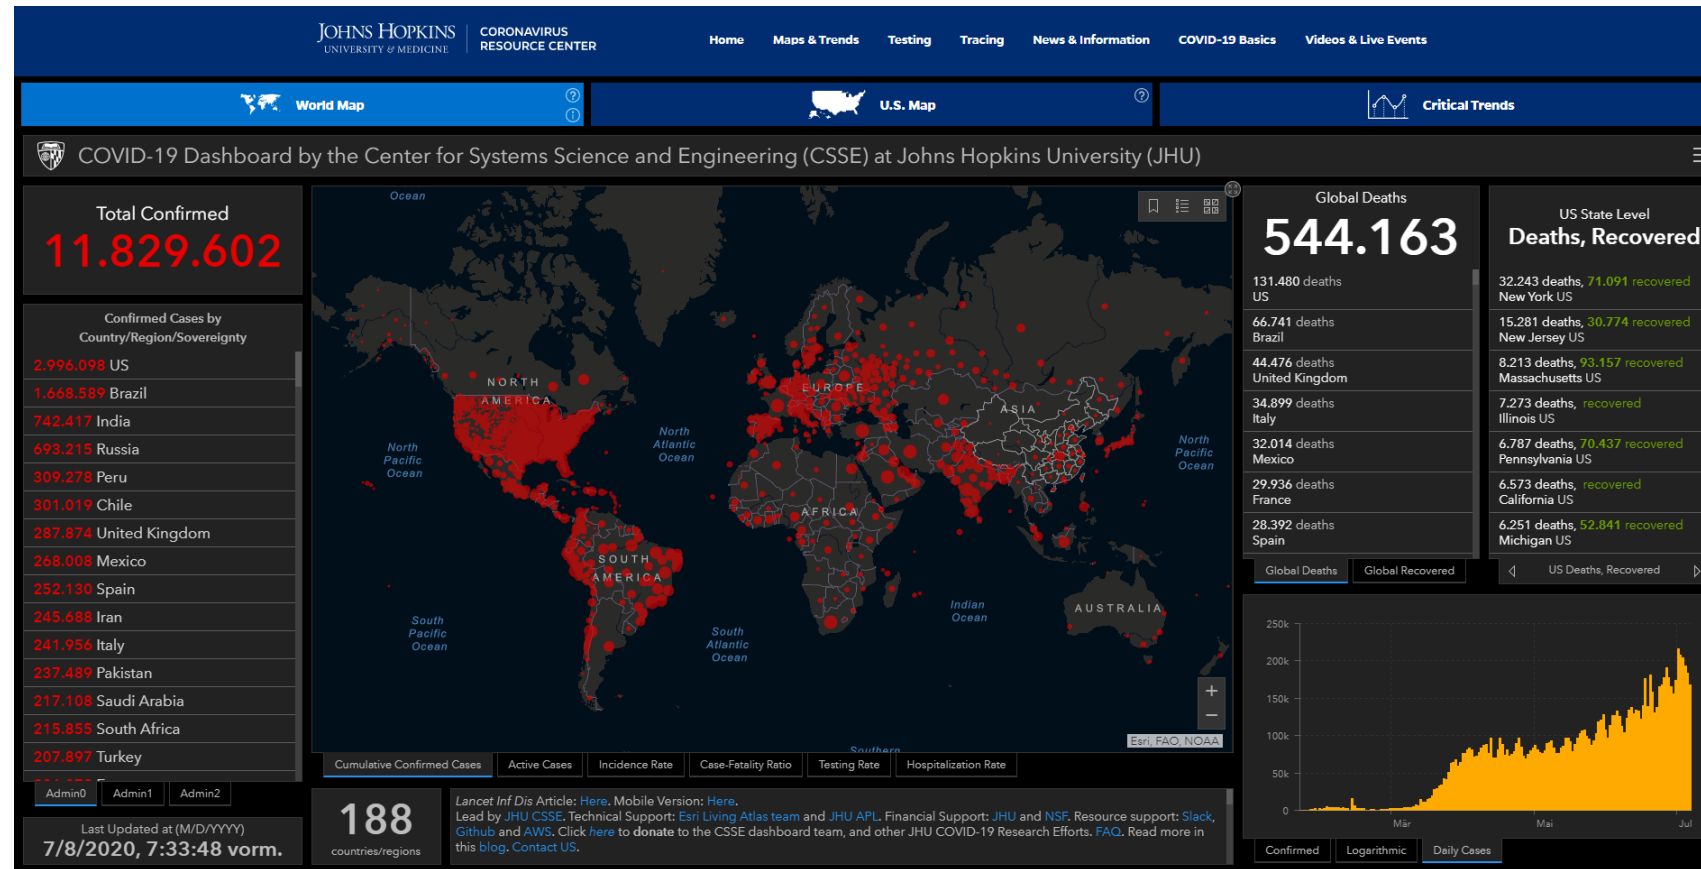 JOHNS HOPKINS
UNIVERSITY & MEDICINE
CORONAVIRUS
RESOURCE CENTER
Home
Maps & Trends
Testing
Tracing
News & Information
COVID-19 Basics
Videos & Live Events
World Map
U.S. Map
Critical Trends
COVID-19 Dashboard by the Center for Systems Science and Engineering (CSSE) at Johns Hopkins University (JHU)
Total Confirmed
11.829.602
Confirmed Cases by
Country/Region/Sovereignty
2.996.098 US
1.668.589 Brazil
742.417 India
693.215 Russia
309.278 Peru
301.019 Chile
287.874 United Kingdom
268.008 Mexico
252.130 Spain
245.688 Iran
241.956 Italy
237.489 Pakistan
217.108 Saudi Arabia
215.855 South Africa
207.897 Turkey
Admin0
Admin1
Admin2
Last Updated at (M/D/YYYY)
7/8/2020, 7:33:48 vorm.
Ocean
NORTH
AMERICA
EUROPE
ASIA
North
Pacific
Ocean
North
Atlantic
Ocean
North
Pacific
Ocean
AFRICA
SOUTH
AMERICA
South
Pacific
Ocean
South
Atlantic
Ocean
Indian
Ocean
AUSTRALIA
Southern
+
−
Esri, FAO, NOAA
Cumulative Confirmed Cases
Active Cases
Incidence Rate
Case-Fatality Ratio
Testing Rate
Hospitalization Rate
188
countries/regions
Lancet Inf Dis Article: Here. Mobile Version: Here.
Lead by JHU CSSE. Technical Support: Esri Living Atlas team and JHU APL. Financial Support: JHU and NSF. Resource support: Slack,
Github and AWS. Click here to donate to the CSSE dashboard team, and other JHU COVID-19 Research Efforts. FAQ. Read more in
this blog. Contact US.
Global Deaths
544.163
131.480 deaths
US
66.741 deaths
Brazil
44.476 deaths
United Kingdom
34.899 deaths
Italy
32.014 deaths
Mexico
29.936 deaths
France
28.392 deaths
Spain
Global Deaths
Global Recovered
US State Level
Deaths, Recovered
32.243 deaths, 71.091 recovered
New York US
15.281 deaths, 30.774 recovered
New Jersey US
8.213 deaths, 93.157 recovered
Massachusetts US
7.273 deaths, recovered
Illinois US
6.787 deaths, 70.437 recovered
Pennsylvania US
6.573 deaths, recovered
California US
6.251 deaths, 52.841 recovered
Michigan US
US Deaths, Recovered
250k
200k
150k
100k
50k
0
Mär
Mai
Jul
Confirmed
Logarithmic
Daily Cases